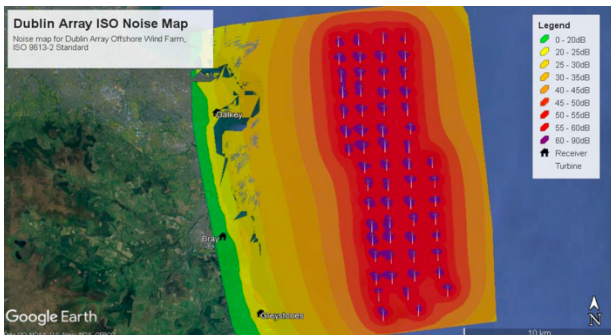 Dublin Array ISO Noise Map
Noise map for Dublin Array Offshore Wind Farm,
ISO 9613-2 Standard
Legend
0 - 20dB
20 - 25dB
25 - 30dB
30 - 35dB
40 - 45dB
45 - 50dB
50 - 55dB
55 - 60dB
60 - 90dB
Receiver
Turbine
Dalkey
Bray
Greystones
Google Earth
N
10 km